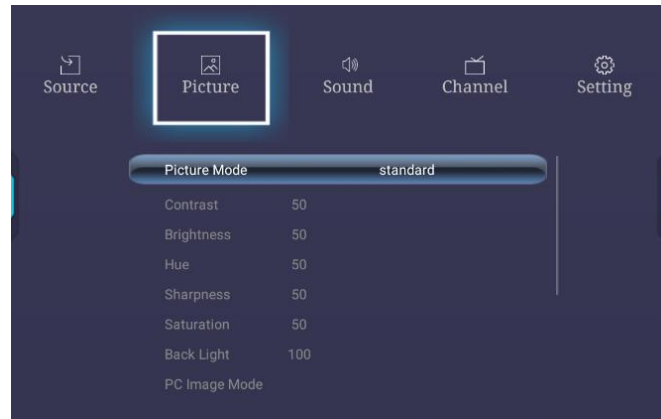 Source Picture Sound Channel Setting
Picture Mode standard
Contrast 50
Brightness 50
Hue 50
Sharpness 50
Saturation 50
Back Light 100
PC Image Mode